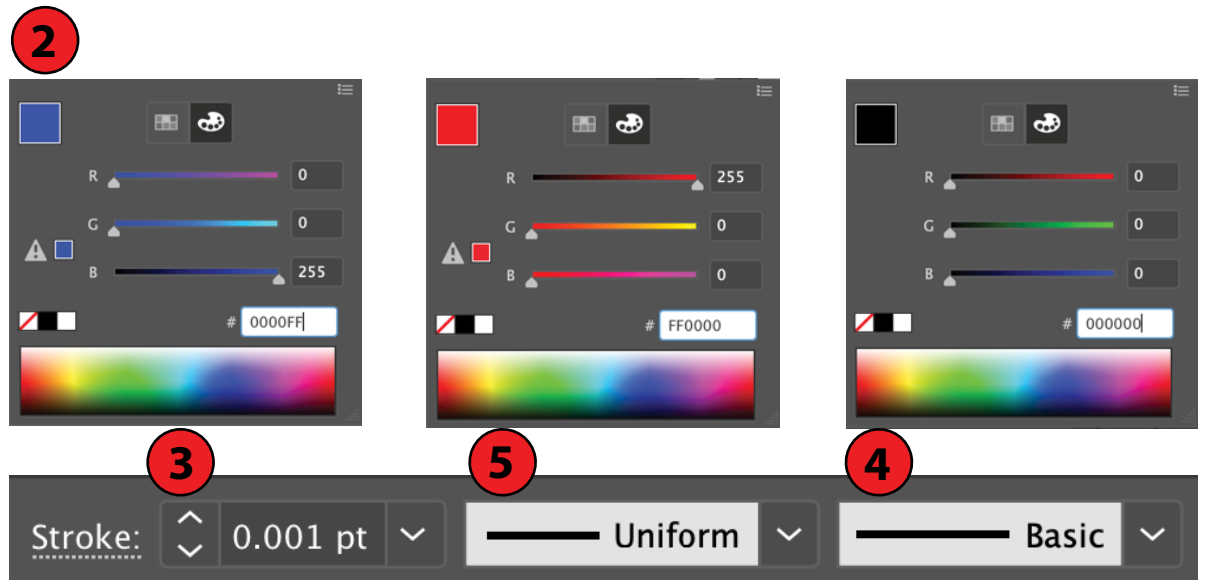 2
R 0 R 255 R 0
G 0 G 0 G 0
B 255 B 0 B 0
# 0000FF # FF0000 # 000000
3 5 4
Stroke: 0.001 pt Uniform Basic